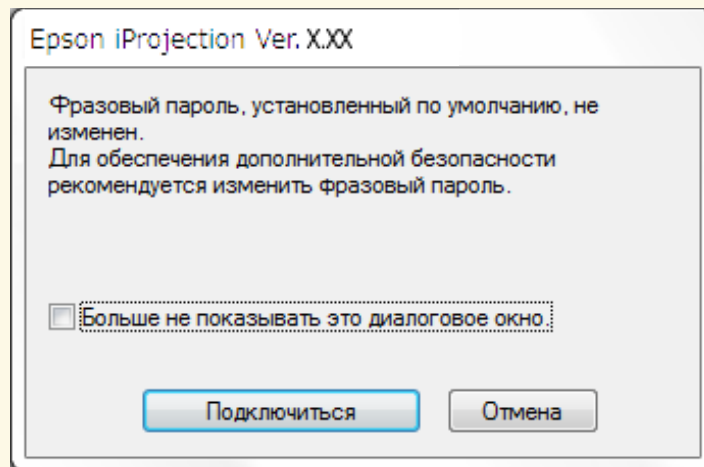 Epson iProjection Ver. X.XX
Фразовый пароль, установленный по умолчанию, не
изменен.
Для обеспечения дополнительной безопасности
рекомендуется изменить фразовый пароль.
Больше не показывать это диалоговое окно.
Подключиться
Отмена